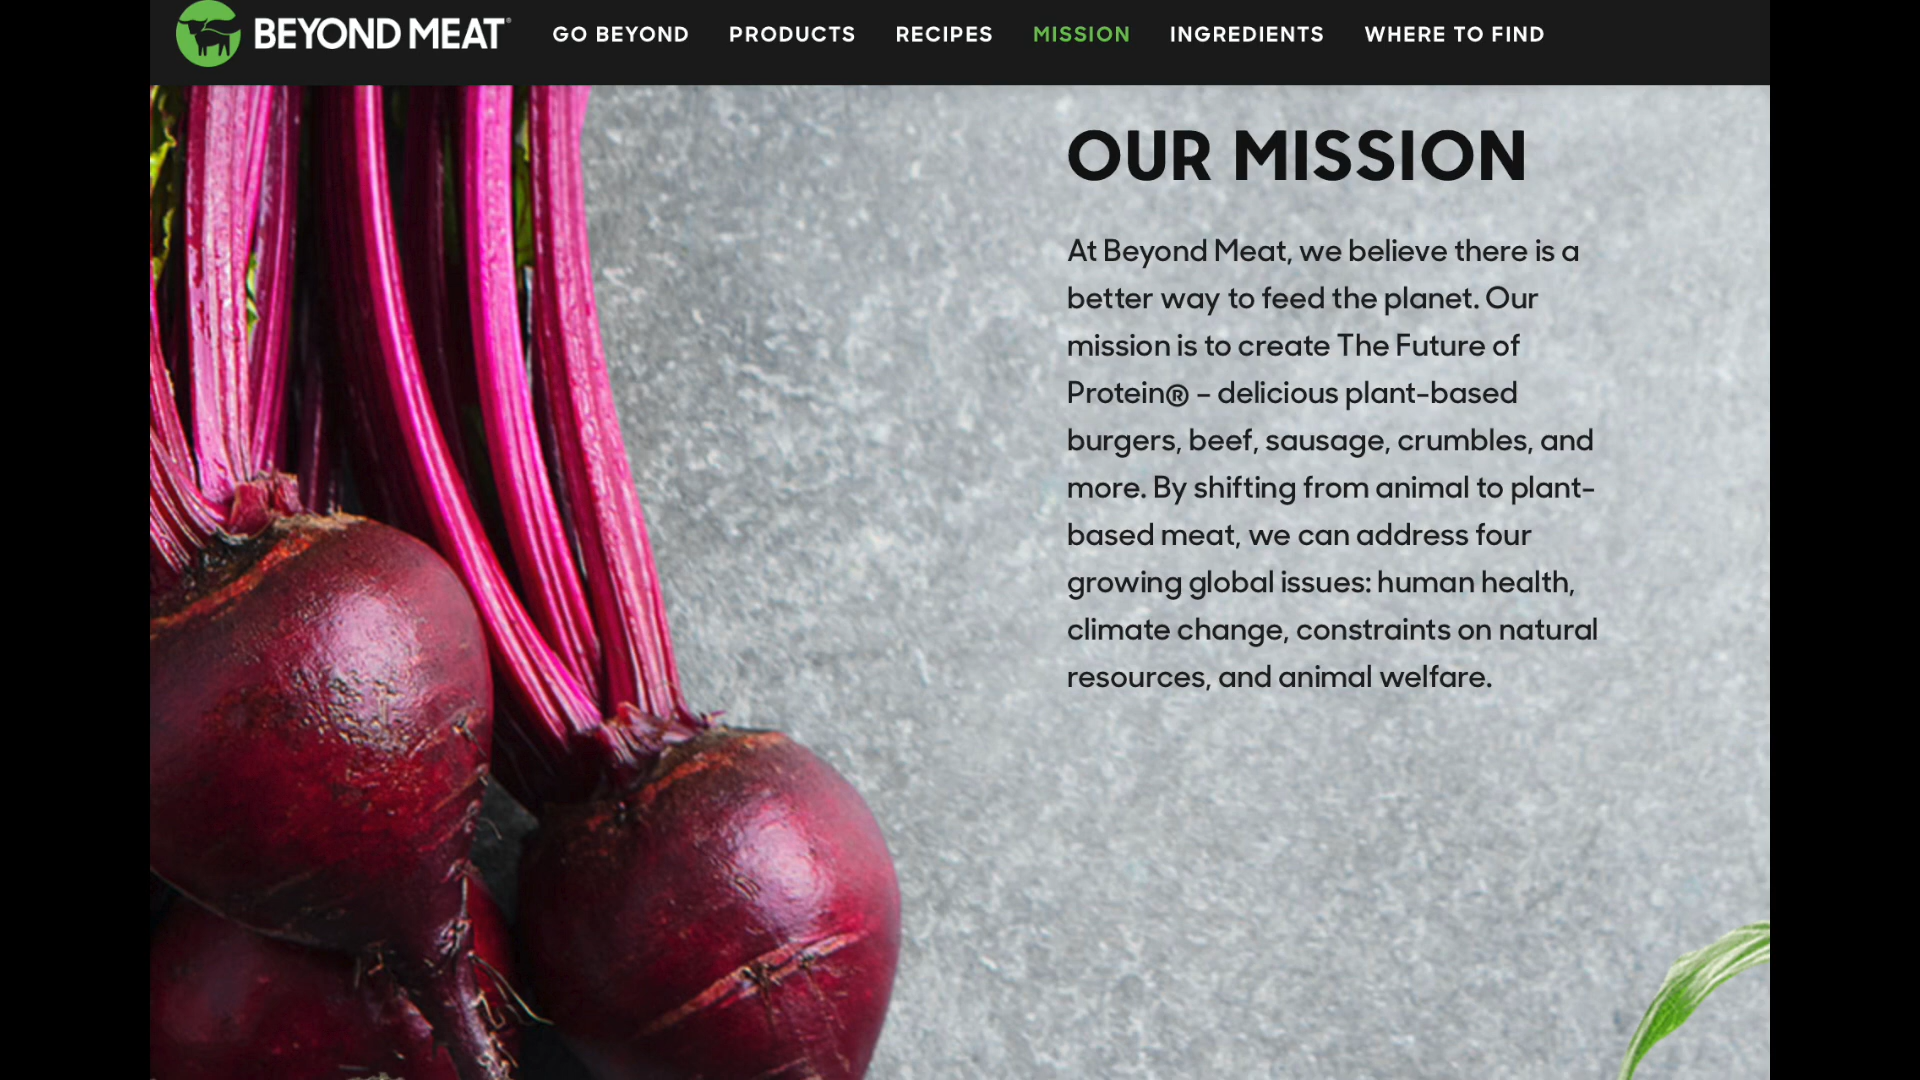 BEYOND MEAT®
GO BEYOND
PRODUCTS
RECIPES
MISSION
INGREDIENTS
WHERE TO FIND
OUR MISSION
At Beyond Meat, we believe there is a
better way to feed the planet. Our
mission is to create The Future of
Protein® – delicious plant-based
burgers, beef, sausage, crumbles, and
more. By shifting from animal to plant-
based meat, we can address four
growing global issues: human health,
climate change, constraints on natural
resources, and animal welfare.